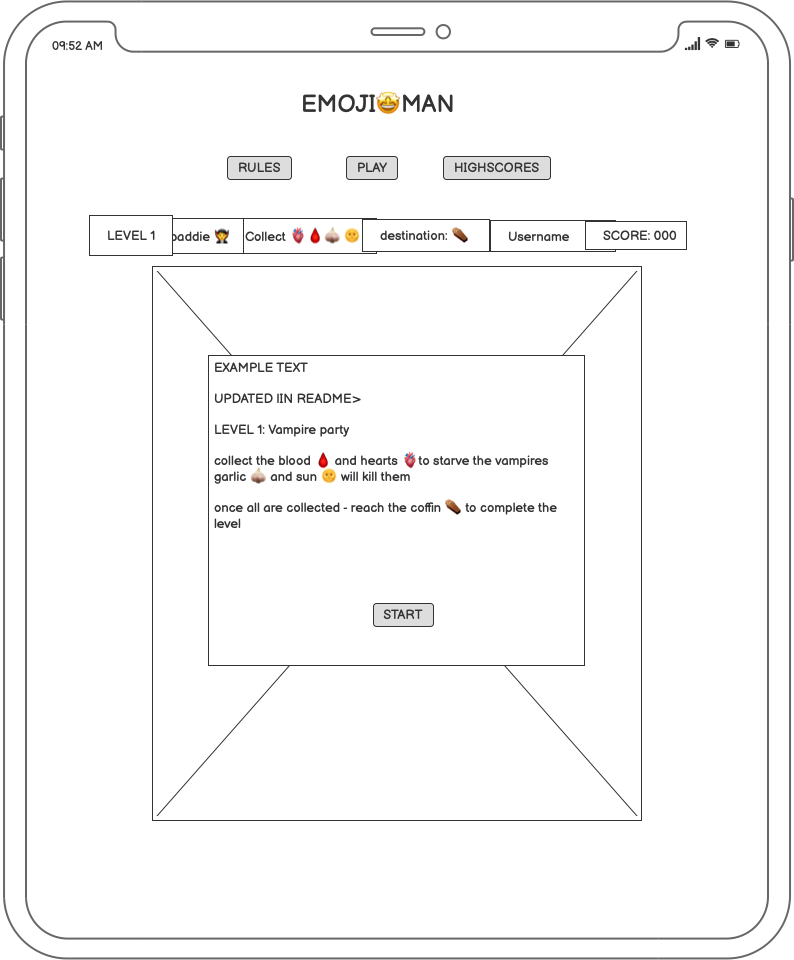 09:52 AM
EMOJI🤩MAN
RULES PLAY HIGHSCORES
LEVEL 1 baddie 🧛 Collect 🫀🩸🧄🌞 destination: ⚰️ Username SCORE: 000
EXAMPLE TEXT
UPDATED IIN README>
LEVEL 1: Vampire party
collect the blood 🩸 and hearts 🫀to starve the vampires
garlic 🧄 and sun 🌞 will kill them
once all are collected - reach the coffin ⚰️ to complete the
level
START